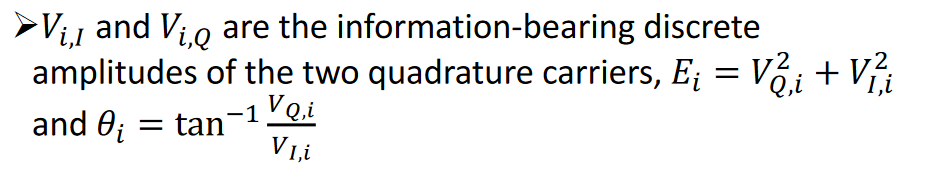 ➢V_{i,I} and V_{i,Q} are the information-bearing discrete
amplitudes of the two quadrature carriers, E_i = V_{Q,i}^2 + V_{I,i}^2
and θ_i = tan^{-1} \frac{V_{Q,i}}{V_{I,i}}